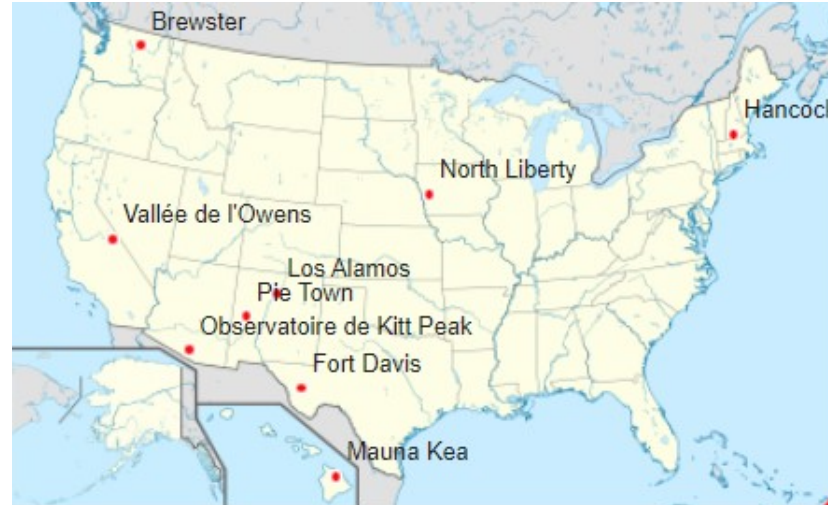 Brewster
Hancock
North Liberty
Vallée de l'Owens
Los Alamos
Pie Town
Observatoire de Kitt Peak
Fort Davis
Mauna Kea